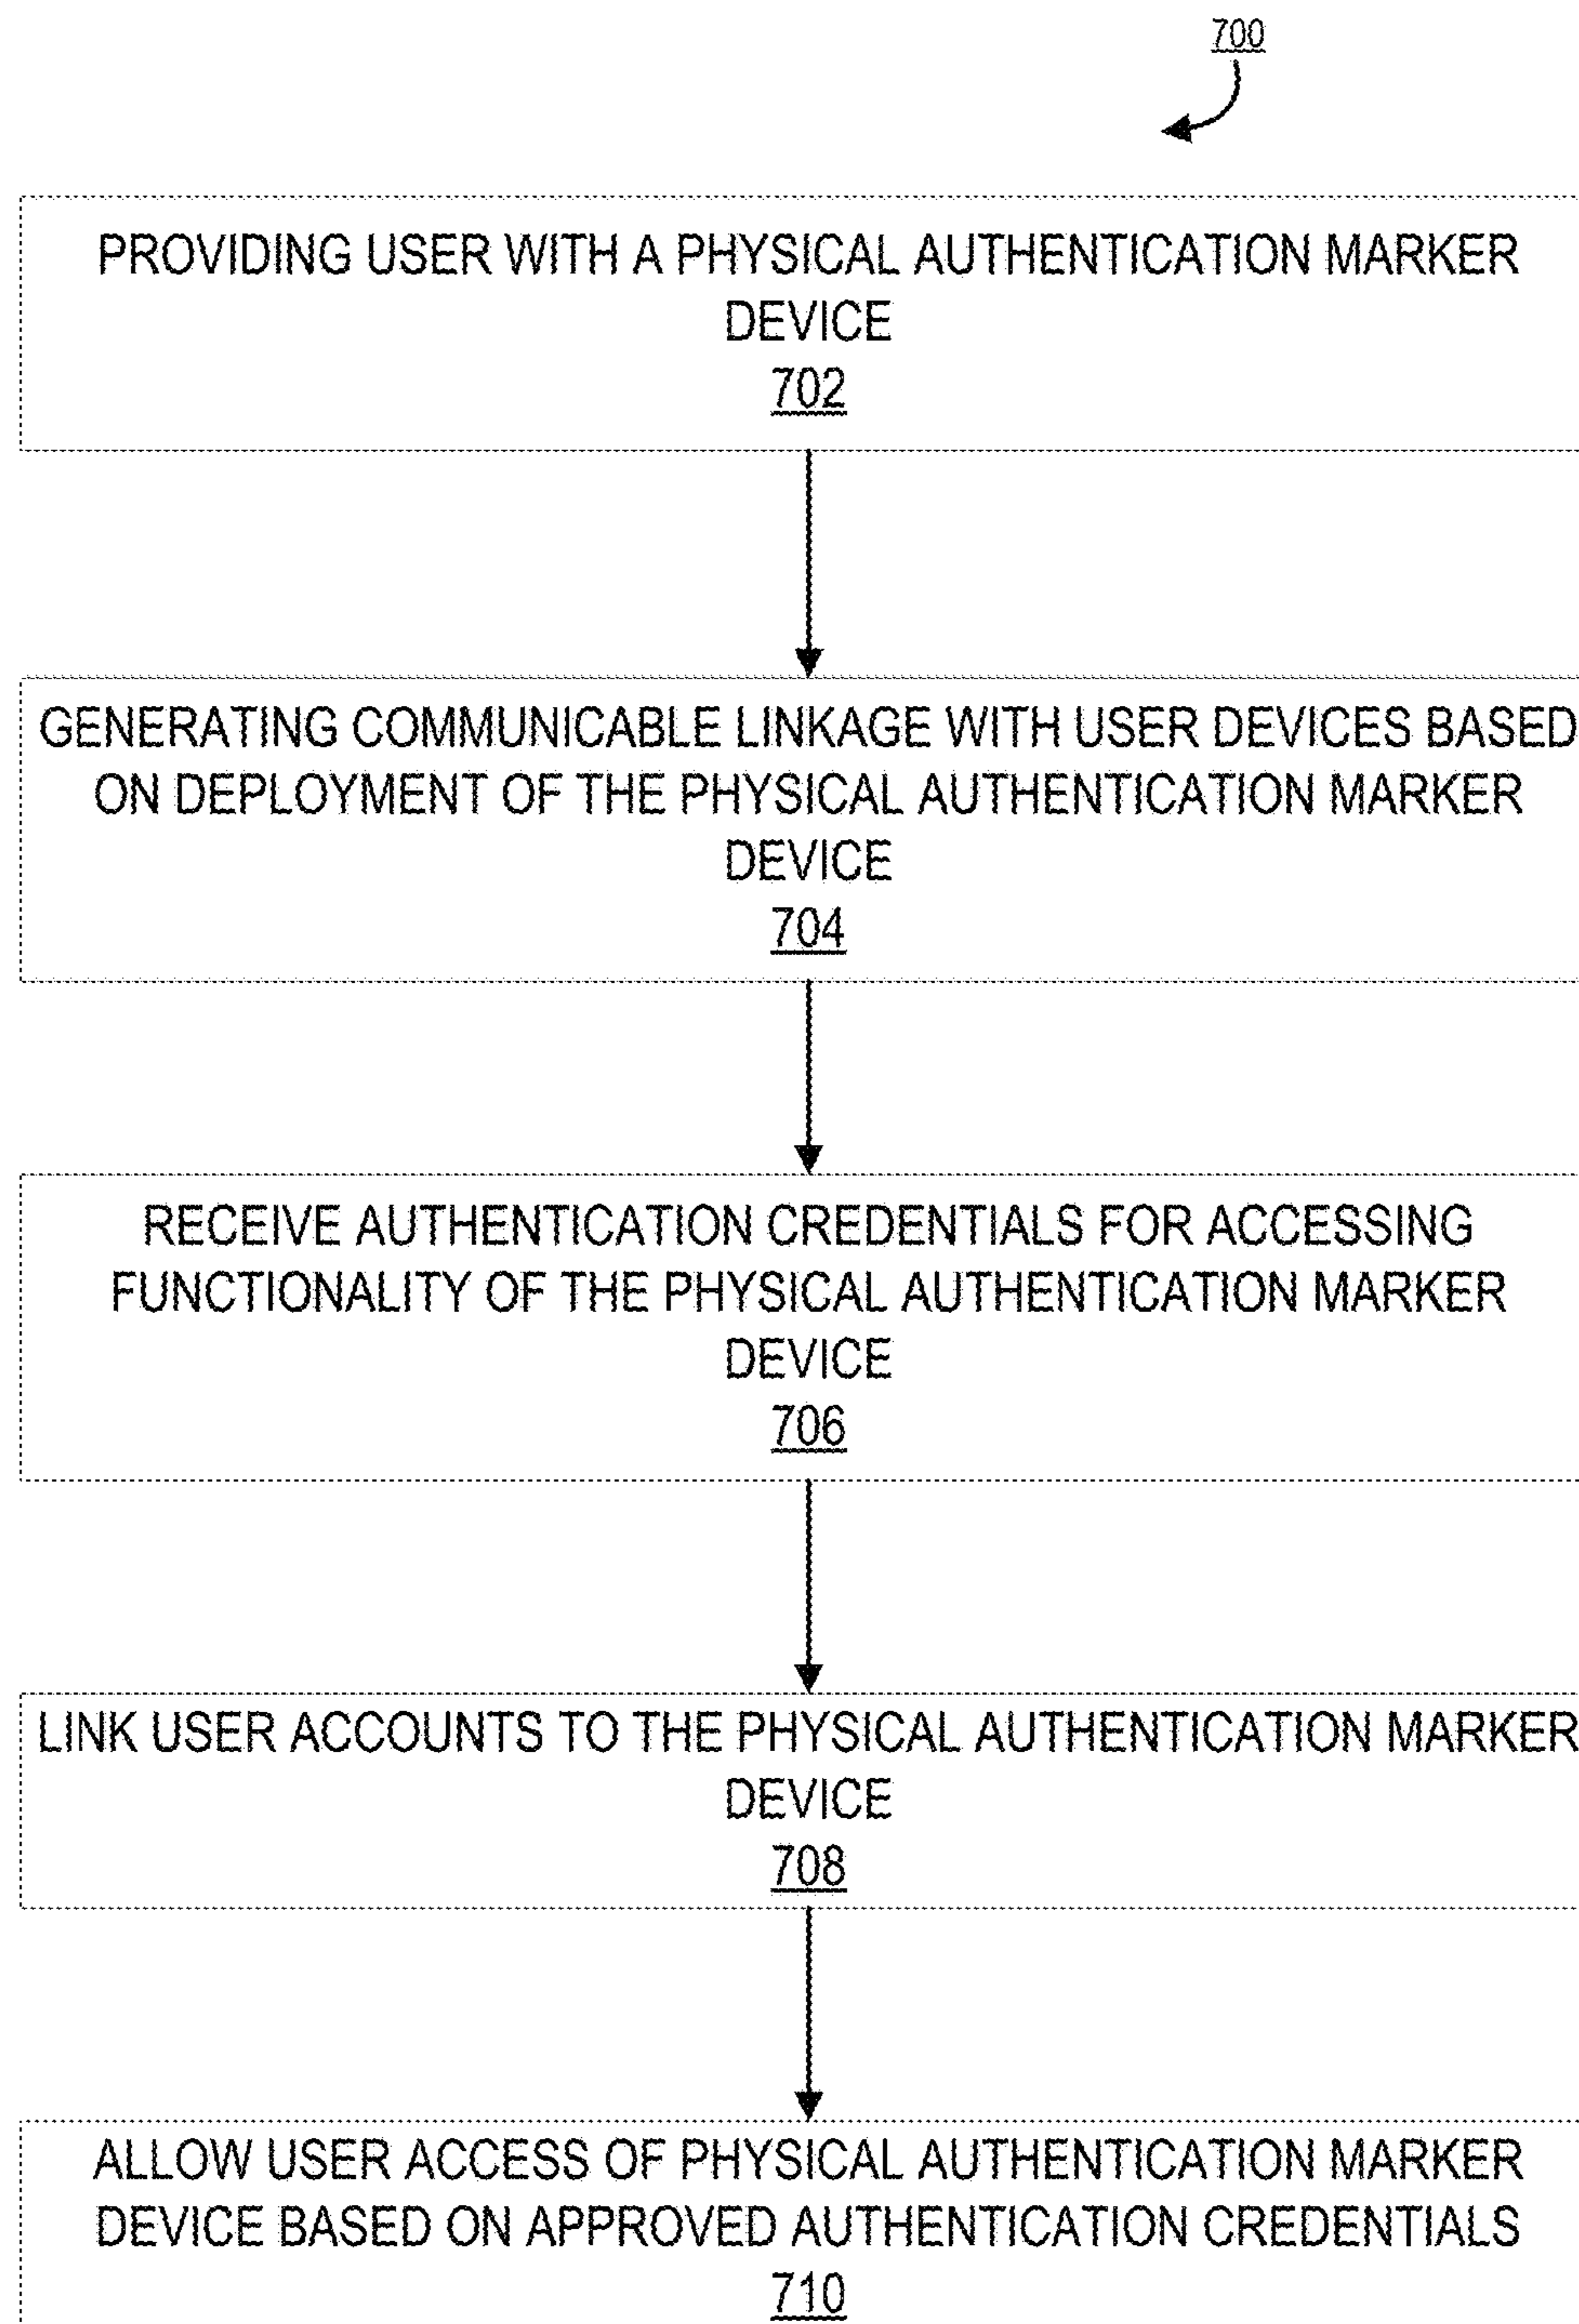 700
PROVIDING USER WITH A PHYSICAL AUTHENTICATION MARKER
DEVICE
702
GENERATING COMMUNICABLE LINKAGE WITH USER DEVICES BASED
ON DEPLOYMENT OF THE PHYSICAL AUTHENTICATION MARKER
DEVICE
704
RECEIVE AUTHENTICATION CREDENTIALS FOR ACCESSING
FUNCTIONALITY OF THE PHYSICAL AUTHENTICATION MARKER
DEVICE
706
LINK USER ACCOUNTS TO THE PHYSICAL AUTHENTICATION MARKER
DEVICE
708
ALLOW USER ACCESS OF PHYSICAL AUTHENTICATION MARKER
DEVICE BASED ON APPROVED AUTHENTICATION CREDENTIALS
710